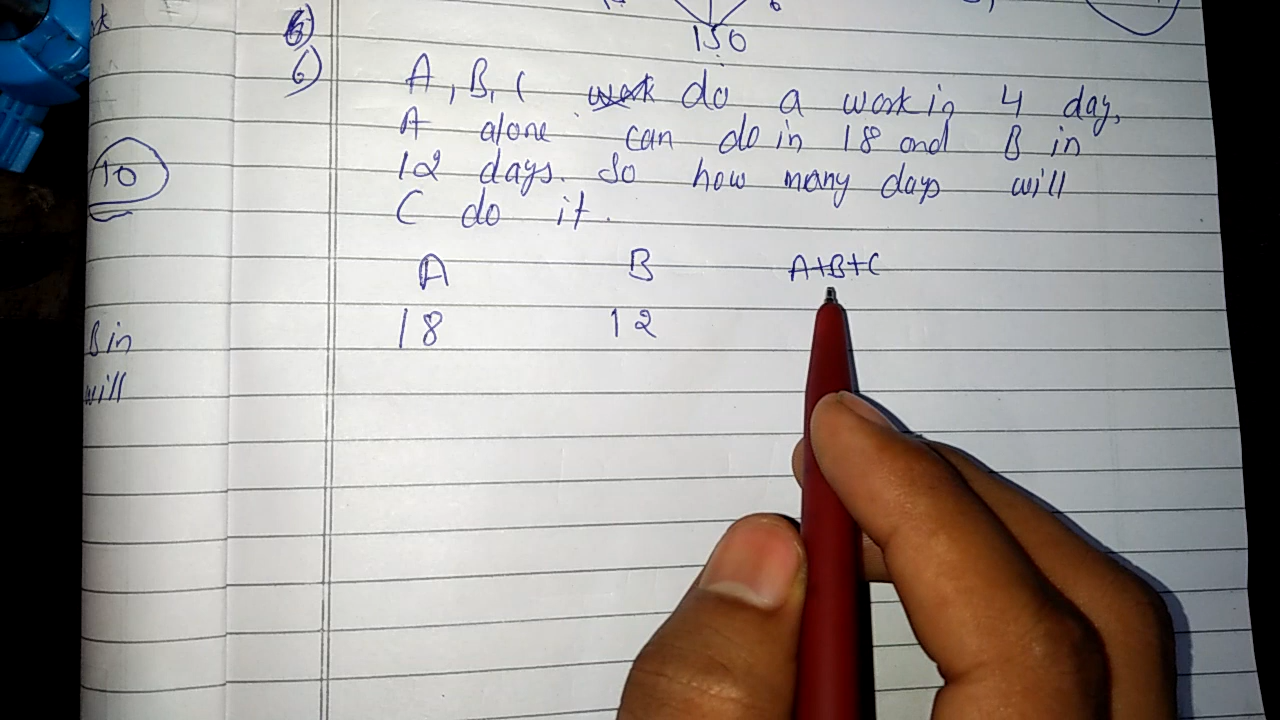 150
5)
6) A, B, C do a work in 4 day,
A alone can do in 18 and B in
12 days. So how many days will
C do it.
10
A B A+B+C
18 12
B in
will